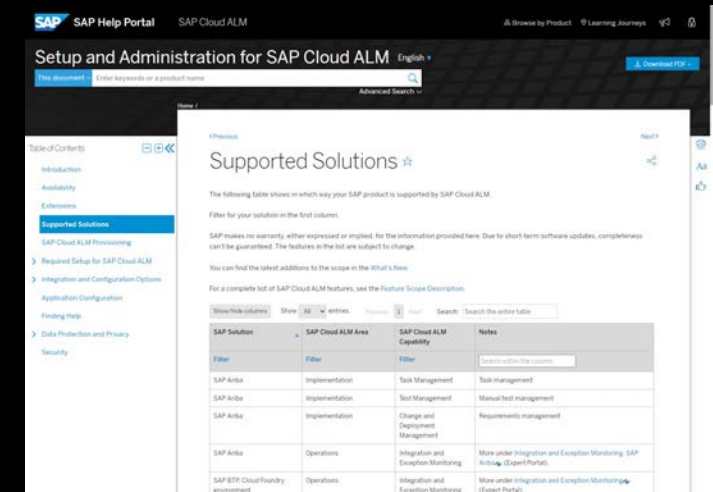 SAP SAP Help Portal SAP Cloud ALM Browse by Product Learning Journeys
Setup and Administration for SAP Cloud ALM English
Download PDF
This document Enter keywords or a product name
Advanced Search
Home /
Table of Contents
Introduction
Availability
Extensions
Supported Solutions
SAP Cloud ALM Provisioning
Required Setup for SAP Cloud ALM
Integration and Configuration Options
Application Configuration
Finding Help
Data Protection and Privacy
Security
Previous Next
Supported Solutions
The following table shows in which way your SAP product is supported by SAP Cloud ALM.
Filter for your solution in the first column.
SAP makes no warranty, either expressed or implied, for the information provided here. Due to short-term software updates, completeness
can't be guaranteed. The features in the list are subject to change.
You can find the latest additions to the scope in the What's New.
For a complete list of SAP Cloud ALM features, see the Feature Scope Description.
Show/hide columns Show All entries. Previous 1 Next Search: Search the entire table
SAP Solution SAP Cloud ALM Area SAP Cloud ALM Capability Notes
Filter Filter Filter Search within the column
SAP Ariba Implementation Task Management Task management
SAP Ariba Implementation Test Management Manual test management
SAP Ariba Implementation Change and Deployment Management Requirements management
SAP Ariba Operations Integration and Exception Monitoring More under Integration and Exception Monitoring: SAP Ariba (Expert Portal).
SAP BTP, Cloud Foundry environment Operations Integration and Exception Monitoring More under Integration and Exception Monitoring (Expert Portal).
Aa